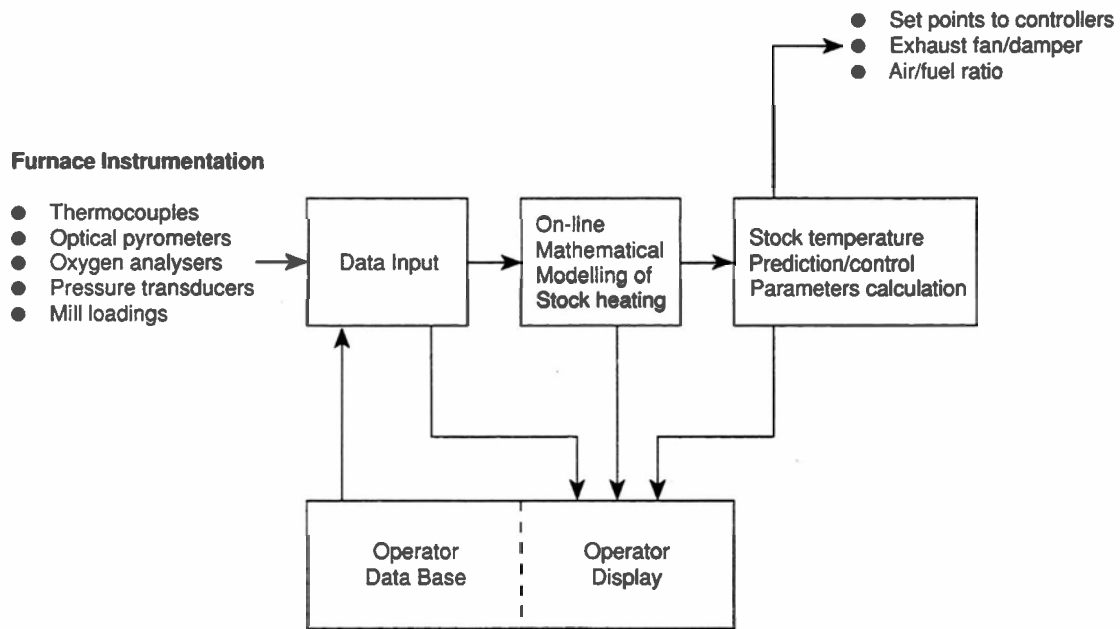 Set points to controllers
Exhaust fan/damper
Air/fuel ratio
Furnace Instrumentation
Thermocouples
Optical pyrometers
Oxygen analysers
Pressure transducers
Mill loadings
Data Input
On-line
Mathematical
Modelling of
Stock heating
Stock temperature
Prediction/control
Parameters calculation
Operator
Data Base
Operator
Display